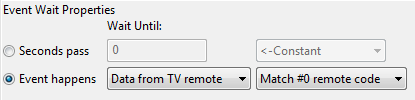 Event Wait Properties
Wait Until:
Seconds pass 0 <-Constant
Event happens Data from TV remote Match #0 remote code